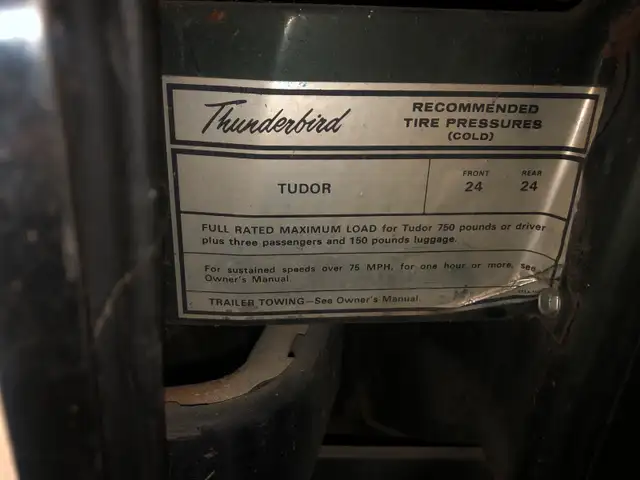 Thunderbird
RECOMMENDED
TIRE PRESSURES
(COLD)
TUDOR
FRONT REAR
24 24
FULL RATED MAXIMUM LOAD for Tudor 750 pounds or driver
plus three passengers and 150 pounds luggage.
For sustained speeds over 75 MPH, for one hour or more, see
Owner's Manual.
TRAILER TOWING—See Owner's Manual.